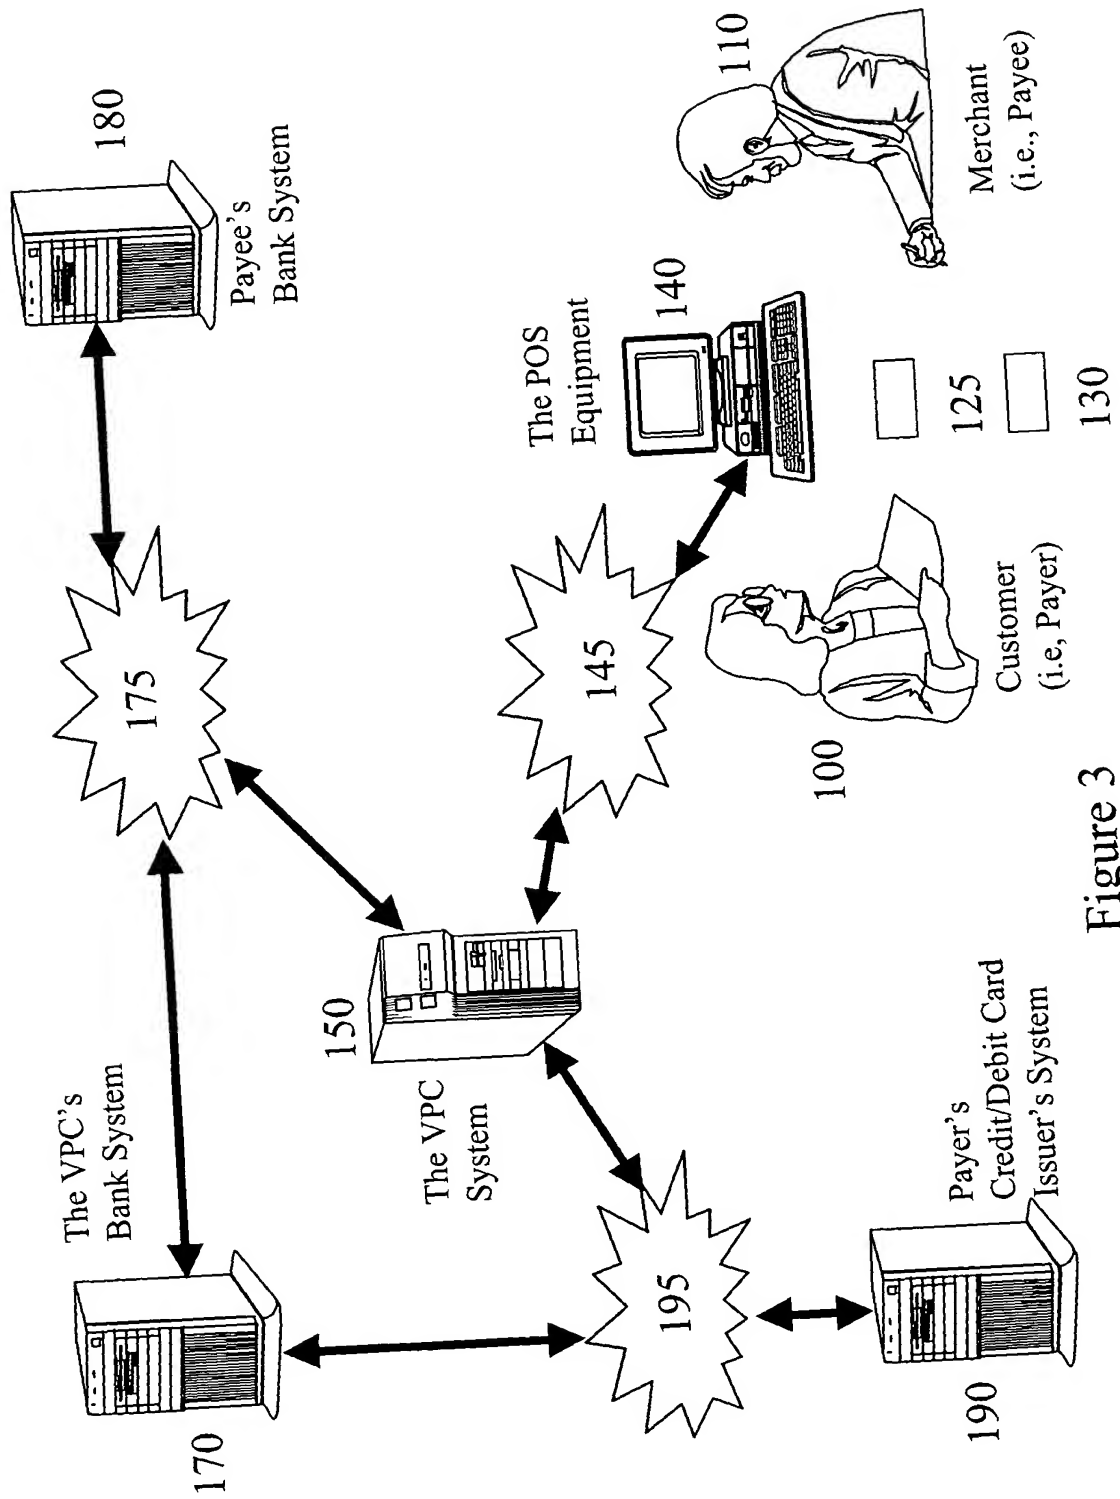 170
The VPC's
Bank System
175
180
Payee's
Bank System
150
The VPC
System
195
190
Payer's
Credit/Debit Card
Issuer's System
145
The POS
Equipment
140
125
130
100
Customer
(i.e, Payer)
110
Merchant
(i.e., Payee)
Figure 3